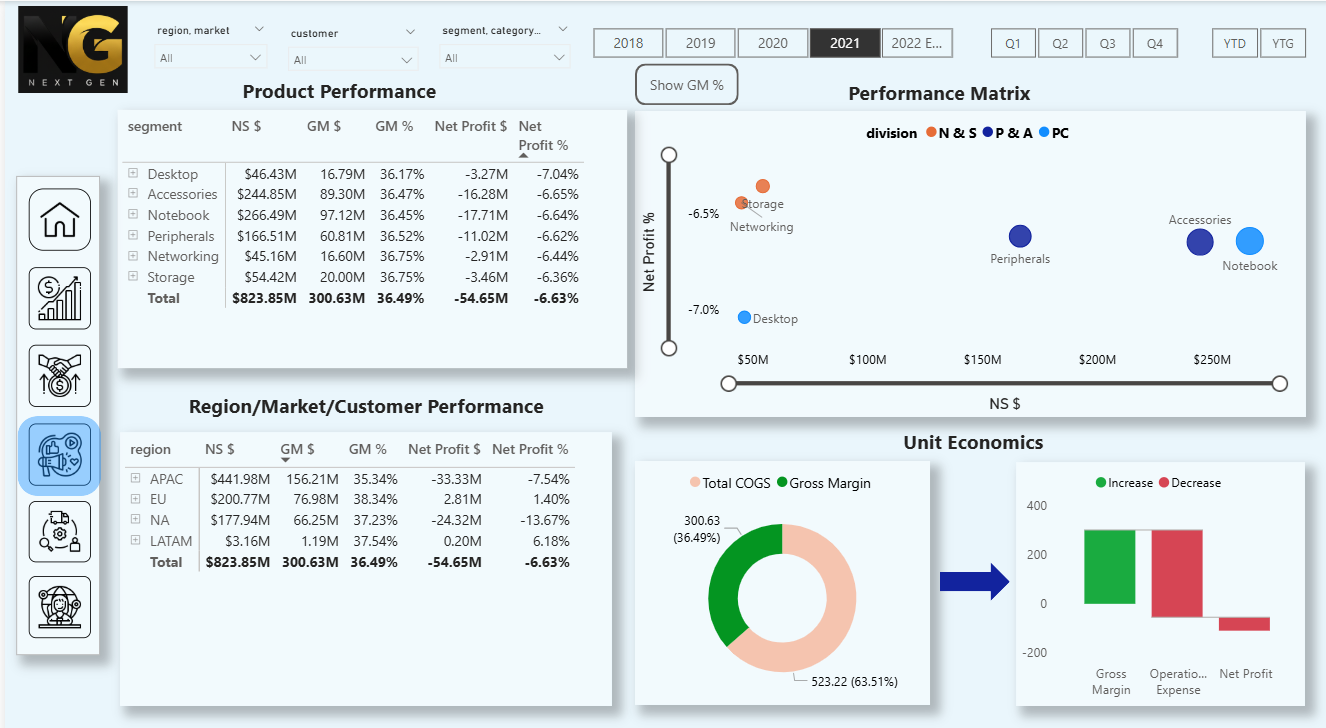 NG
NEXT GEN
region, market
All
customer
All
segment, category...
All
2018 2019 2020 2021 2022 E...
Q1 Q2 Q3 Q4
YTD YTG
Show GM %
Product Performance
segment NS $ GM $ GM % Net Profit $ Net Profit %
Desktop $46.43M 16.79M 36.17% -3.27M -7.04%
Accessories $244.85M 89.30M 36.47% -16.28M -6.65%
Notebook $266.49M 97.12M 36.45% -17.71M -6.64%
Peripherals $166.51M 60.81M 36.52% -11.02M -6.62%
Networking $45.16M 16.60M 36.75% -2.91M -6.44%
Storage $54.42M 20.00M 36.75% -3.46M -6.36%
Total $823.85M 300.63M 36.49% -54.65M -6.63%
Performance Matrix
division N & S P & A PC
Net Profit %
-6.5%
-7.0%
Storage
Networking
Peripherals
Accessories
Notebook
Desktop
$50M $100M $150M $200M $250M
NS $
Region/Market/Customer Performance
region NS $ GM $ GM % Net Profit $ Net Profit %
APAC $441.98M 156.21M 35.34% -33.33M -7.54%
EU $200.77M 76.98M 38.34% 2.81M 1.40%
NA $177.94M 66.25M 37.23% -24.32M -13.67%
LATAM $3.16M 1.19M 37.54% 0.20M 6.18%
Total $823.85M 300.63M 36.49% -54.65M -6.63%
Unit Economics
Total COGS Gross Margin
300.63
(36.49%)
523.22 (63.51%)
Increase Decrease
400
200
0
-200
Gross
Margin
Operatio...
Expense
Net Profit